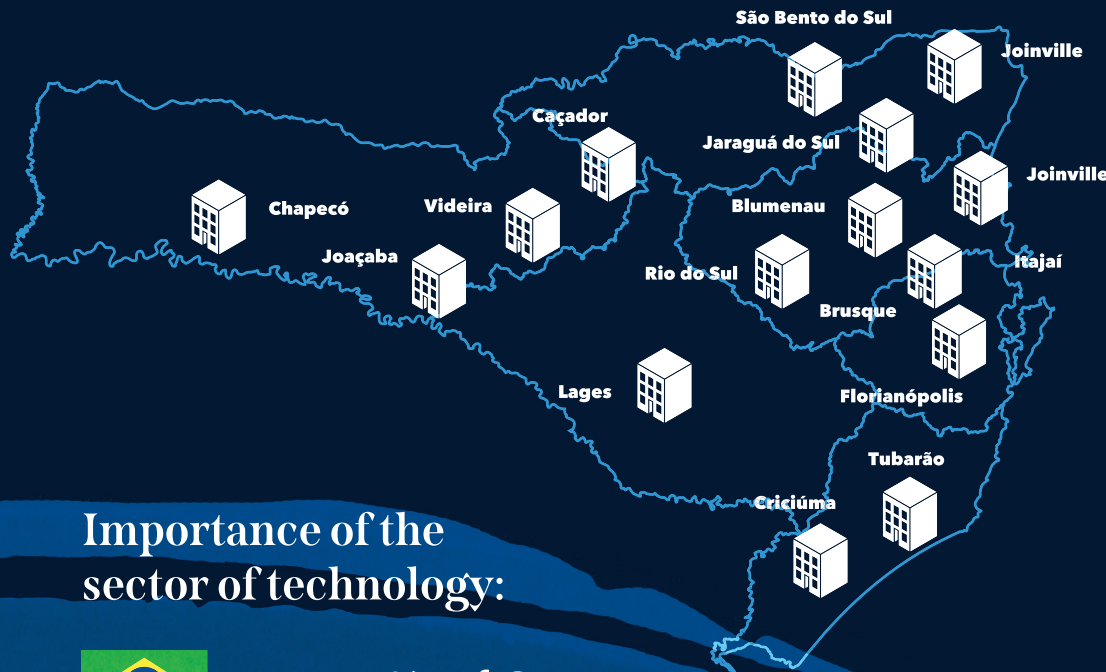 São Bento do Sul
Joinville
Caçador
Jaraguá do Sul
Joinville
Chapecó
Videira
Blumenau
Joaçaba
Rio do Sul
Itajaí
Brusque
Lages
Florianópolis
Tubarão
Criciúma
Importance of the
sector of technology: